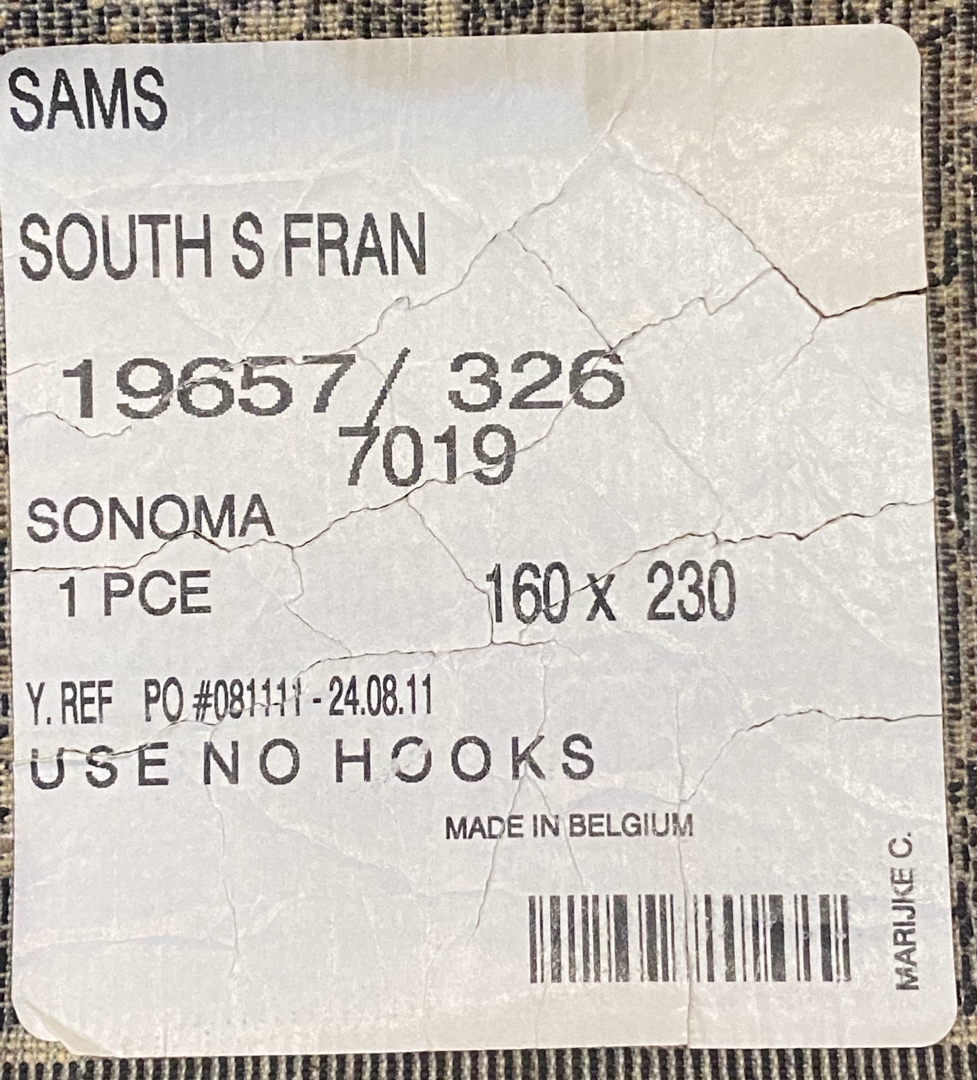 SAMS
SOUTH S FRAN
19657/ 326
7019
SONOMA
1 PCE 160 x 230
Y. REF PO #081111 - 24.08.11
USE NO HOOKS
MADE IN BELGIUM
MARIJKE C.